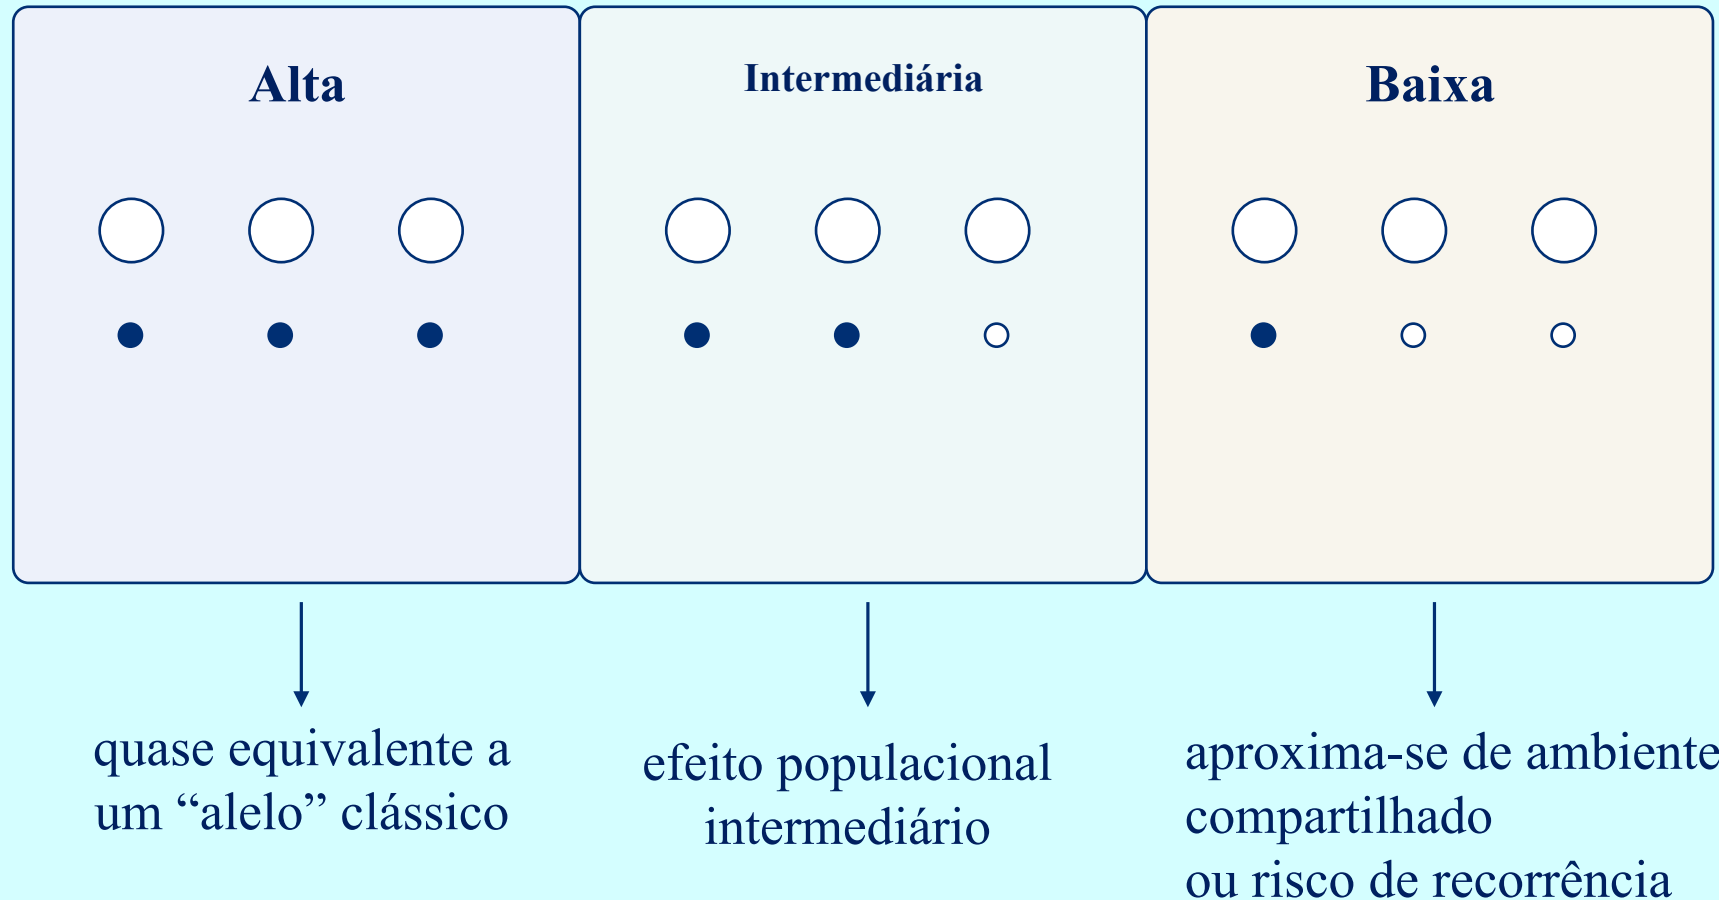 Alta
Intermediária
Baixa
quase equivalente a
um “alelo” clássico
efeito populacional
intermediário
aproxima-se de ambiente
compartilhado
ou risco de recorrência